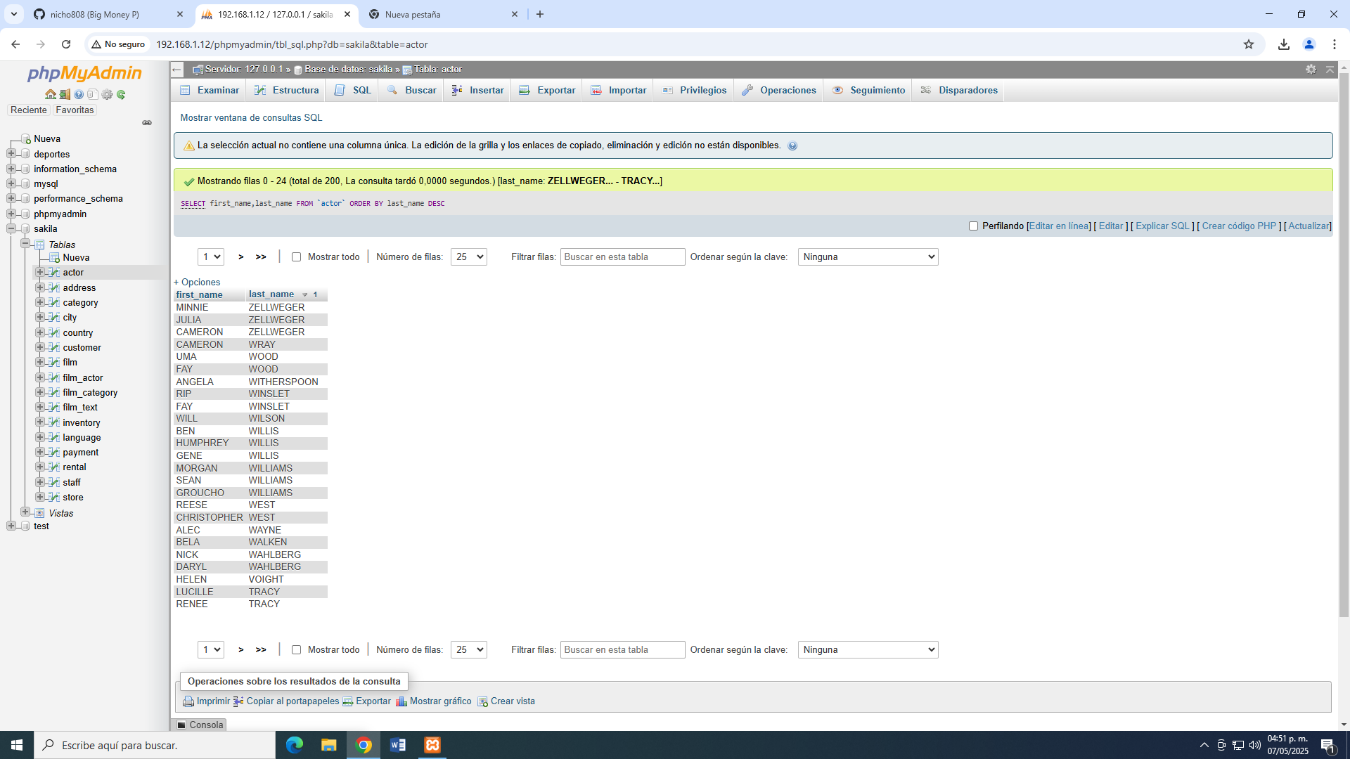 nicho808 (Big Money P)
192.168.1.12 / 127.0.0.1 / sakila
Nueva pestaña
No seguro
192.168.1.12/phpmyadmin/tbl_sql.php?db=sakila&table=actor
phpMyAdmin
Reciente Favoritas
Nueva
deportes
information_schema
mysql
performance_schema
phpmyadmin
sakila
Tablas
Nueva
actor
address
category
city
country
customer
film
film_actor
film_category
film_text
inventory
language
payment
rental
staff
store
Vistas
test
Servidor: 127.0.0.1 » Base de datos: sakila » Tabla: actor
Examinar Estructura SQL Buscar Insertar Exportar Importar Privilegios Operaciones Seguimiento Disparadores
Mostrar ventana de consultas SQL
La selección actual no contiene una columna única. La edición de la grilla y los enlaces de copiado, eliminación y edición no están disponibles.
Mostrando filas 0 - 24 (total de 200, La consulta tardó 0,0000 segundos.) [last_name: ZELLWEGER... - TRACY...]
SELECT first_name,last_name FROM `actor` ORDER BY last_name DESC
Perfilando [Editar en línea] [ Editar ] [ Explicar SQL ] [ Crear código PHP ] [ Actualizar]
1 > >> Mostrar todo Número de filas: 25 Filtrar filas: Buscar en esta tabla Ordenar según la clave: Ninguna
+ Opciones
first_name last_name 1
MINNIE ZELLWEGER
JULIA ZELLWEGER
CAMERON ZELLWEGER
CAMERON WRAY
UMA WOOD
FAY WOOD
ANGELA WITHERSPOON
RIP WINSLET
FAY WINSLET
WILL WILSON
BEN WILLIS
HUMPHREY WILLIS
GENE WILLIS
MORGAN WILLIAMS
SEAN WILLIAMS
GROUCHO WILLIAMS
REESE WEST
CHRISTOPHER WEST
ALEC WAYNE
BELA WALKEN
NICK WAHLBERG
DARYL WAHLBERG
HELEN VOIGHT
LUCILLE TRACY
RENEE TRACY
1 > >> Mostrar todo Número de filas: 25 Filtrar filas: Buscar en esta tabla Ordenar según la clave: Ninguna
Operaciones sobre los resultados de la consulta
Imprimir Copiar al portapapeles Exportar Mostrar gráfico Crear vista
Consola
Escribe aquí para buscar.
04:51 p. m.
07/05/2025
1